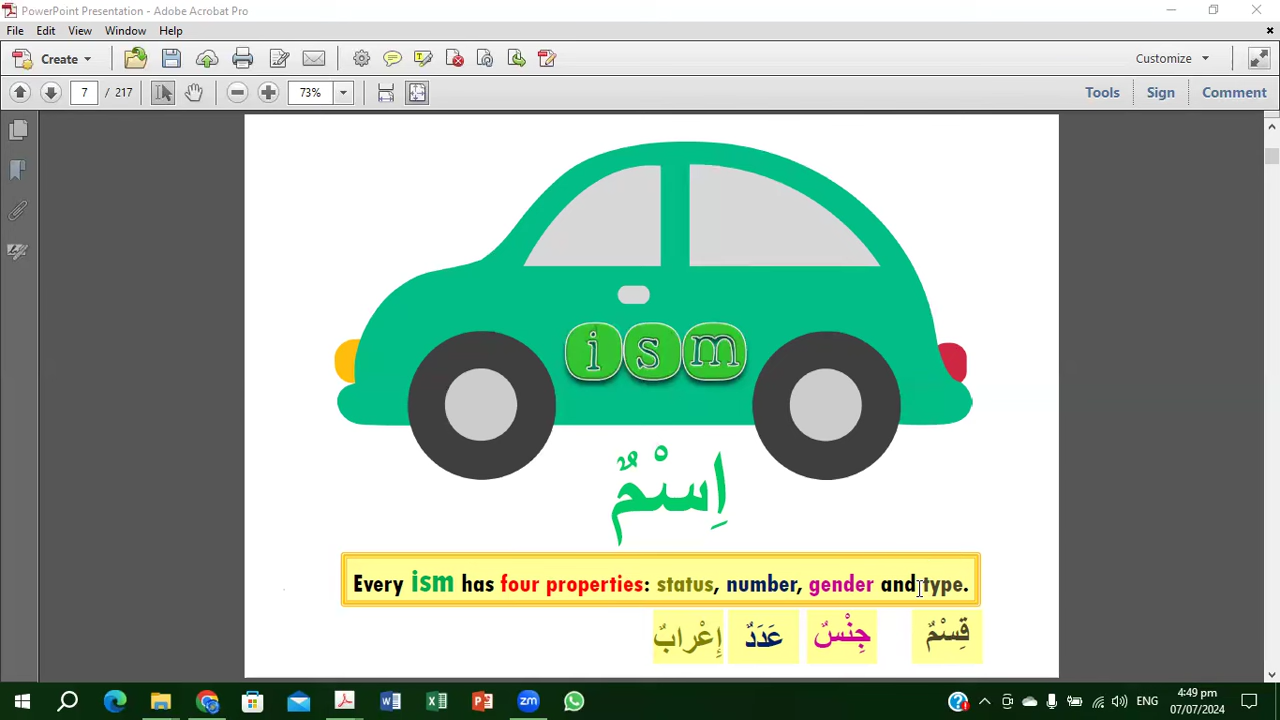 PowerPoint Presentation - Adobe Acrobat Pro
File Edit View Window Help
Create
Customize
7 / 217
73%
Tools Sign Comment
ism
اِسْمٌ
Every ism has four properties: status, number, gender and type.
إِعْرابٌ عَدَدٌ جِنْسٌ قِسْمٌ
4:49 pm
ENG
07/07/2024